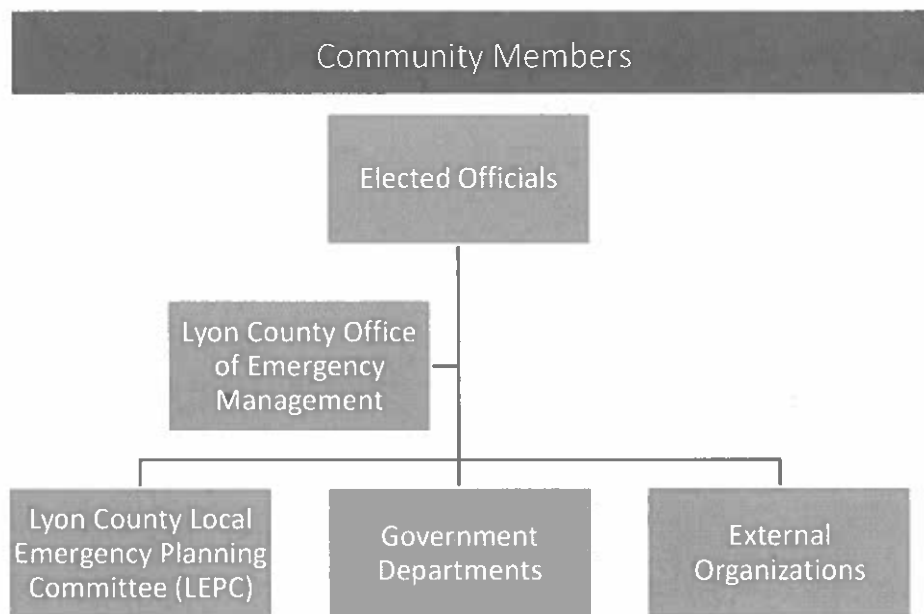 Community Members
Elected Officials
Lyon County Office
of Emergency
Management
Lyon County Local
Emergency Planning
Committee (LEPC)
Government
Departments
External
Organizations